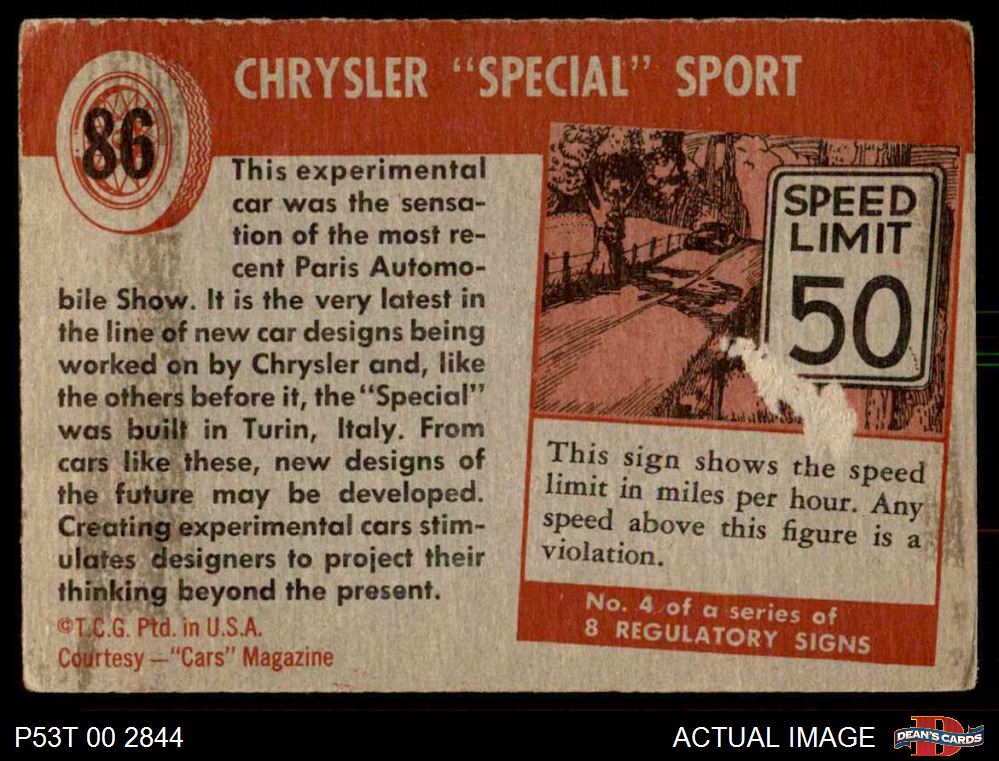 CHRYSLER "SPECIAL" SPORT
86
This experimental
car was the sensa-
tion of the most re-
cent Paris Automo-
bile Show. It is the very latest in
the line of new car designs being
worked on by Chrysler and, like
the others before it, the "Special"
was built in Turin, Italy. From
cars like these, new designs of
the future may be developed.
Creating experimental cars stim-
ulates designers to project their
thinking beyond the present.
©T.C.G. Ptd. in U.S.A.
Courtesy —"Cars" Magazine
SPEED
LIMIT
50
This sign shows the speed
limit in miles per hour. Any
speed above this figure is a
violation.
No. 4 of a series of
8 REGULATORY SIGNS
P53T 00 2844
ACTUAL IMAGE
D
DEAN'S CARDS